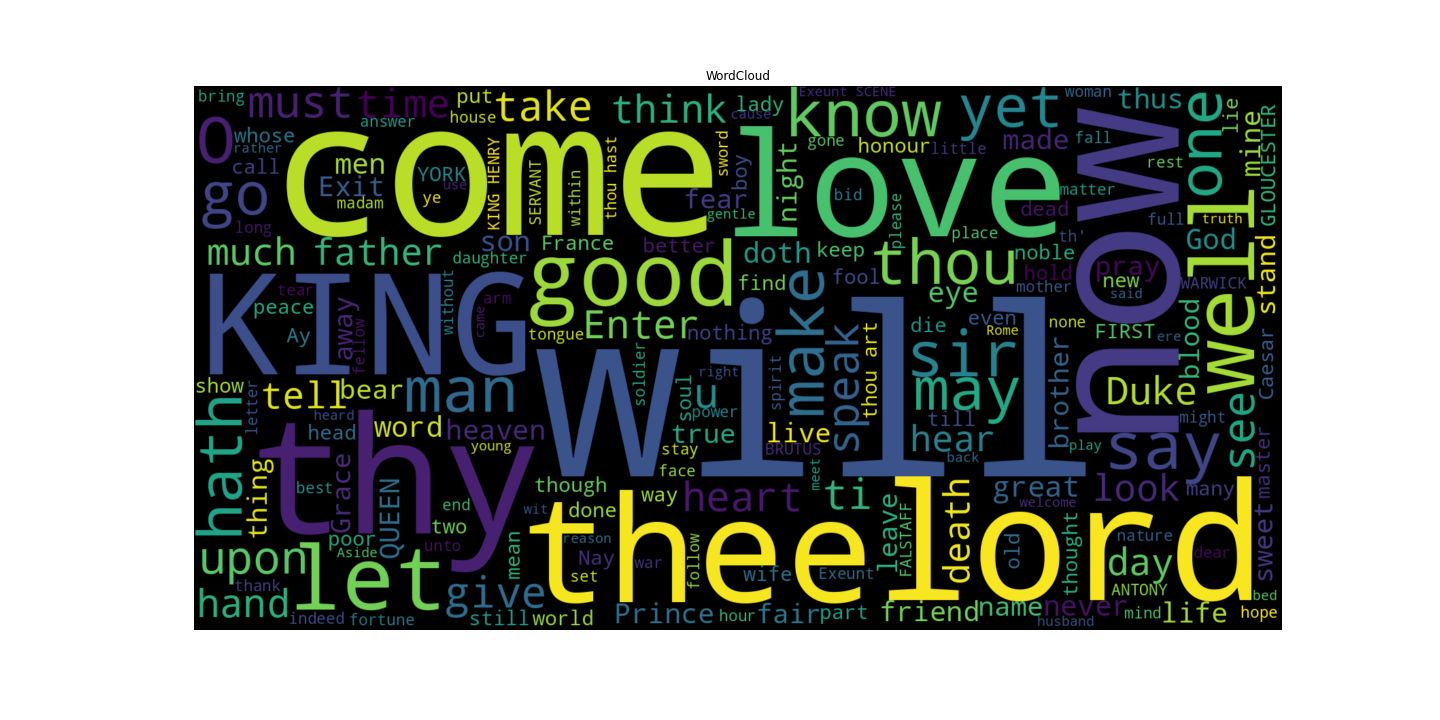 WordCloud
bring must time put take think lady Exeunt SCENE know yet woman thus lone lie
house answer cause
O whose rather call
men Exit madam YORK use ye KING HENRY SERVANT within thou hast sword boy
come love
night gone honour little made fall mine GLOUCESTER
go long fear gentle bid please place dead matter rest full truth
now well
much father son daughter France better doth keep thou th' noble God stand
KING good find fool eye mother hold pray new said WARWICK
tear peace Ay away fellow without came arm
tongue Enter nothing make speak thou art die even Rome none FIRST ere blood Caesar
sir may Duke might
show letter tell bear man soldier soul u right power spirit
will
hath heard head word heaven young true stay live BRUTUS till hear back brother play say see master
thy thing best Grace QUEEN end two unto face meet
though way heart ti great welcome look many sweet
thee lord
upon poor Aside mean wit done reason leave FALSTAFF death old thought nature day dear
thank let give Nay set war follow wife Exeunt ANTONY bed
hand indeed fortune still world Prince hour fair part friend name never husband mind life hope